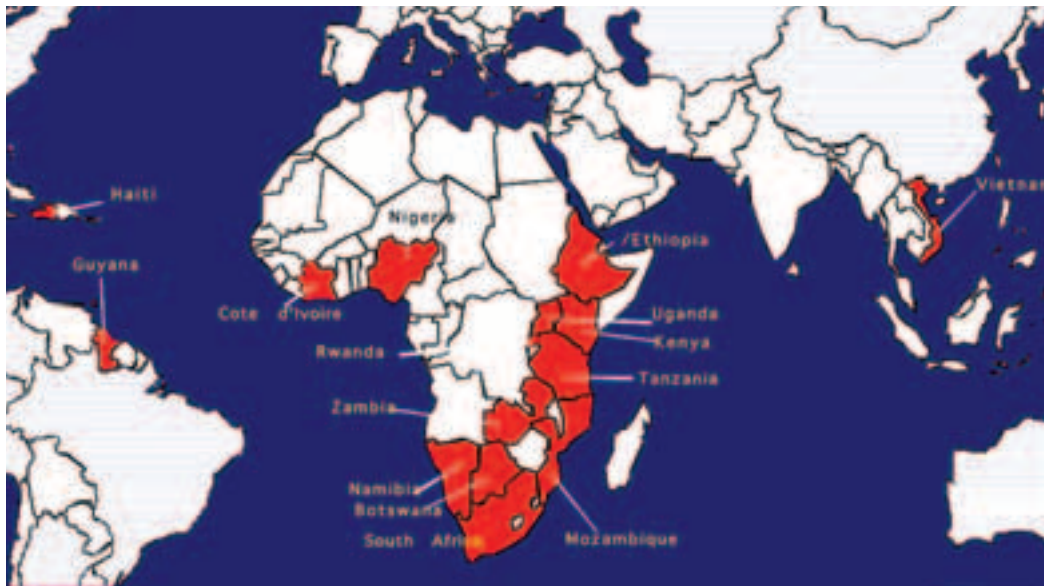 Haiti
Vietnam
Nigeria
/Ethiopia
Guyana
Cote d'Ivoire
Uganda
Rwanda
Kenya
Tanzania
Zambia
Namibia
Botswana
South Africa
Mozambique